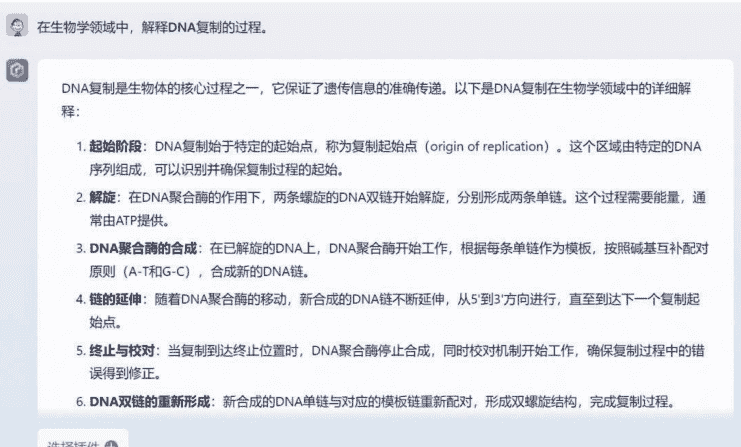 在生物学领域中，解释DNA复制的过程。
DNA复制是生物体的核心过程之一，它保证了遗传信息的准确传递。以下是DNA复制在生物学领域中的详细解
释：
1. 起始阶段：DNA复制始于特定的起始点，称为复制起始点（origin of replication）。这个区域由特定的DNA
序列组成，可以识别并确保复制过程的起始。
2. 解旋：在DNA聚合酶的作用下，两条螺旋的DNA双链开始解旋，分别形成两条单链。这个过程需要能量，通
常由ATP提供。
3. DNA聚合酶的合成：在已解旋的DNA上，DNA聚合酶开始工作，根据每条单链作为模板，按照碱基互补配对
原则（A-T和G-C），合成新的DNA链。
4. 链的延伸：随着DNA聚合酶的移动，新合成的DNA链不断延伸，从5'到3'方向进行，直至到达下一个复制起
始点。
5. 终止与校对：当复制到达终止位置时，DNA聚合酶停止合成，同时校对机制开始工作，确保复制过程中的错
误得到修正。
6. DNA双链的重新形成：新合成的DNA单链与对应的模板链重新配对，形成双螺旋结构，完成复制过程。
选择插件